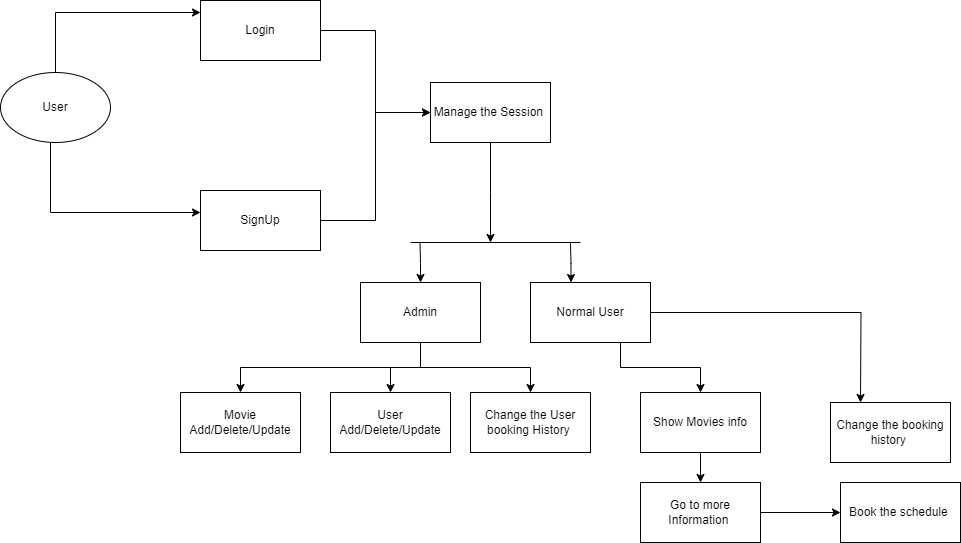 Login
User
Manage the Session
SignUp
Admin
Normal User
Movie
Add/Delete/Update
User
Add/Delete/Update
Change the User
booking History
Show Movies info
Change the booking
history
Go to more
Information
Book the schedule